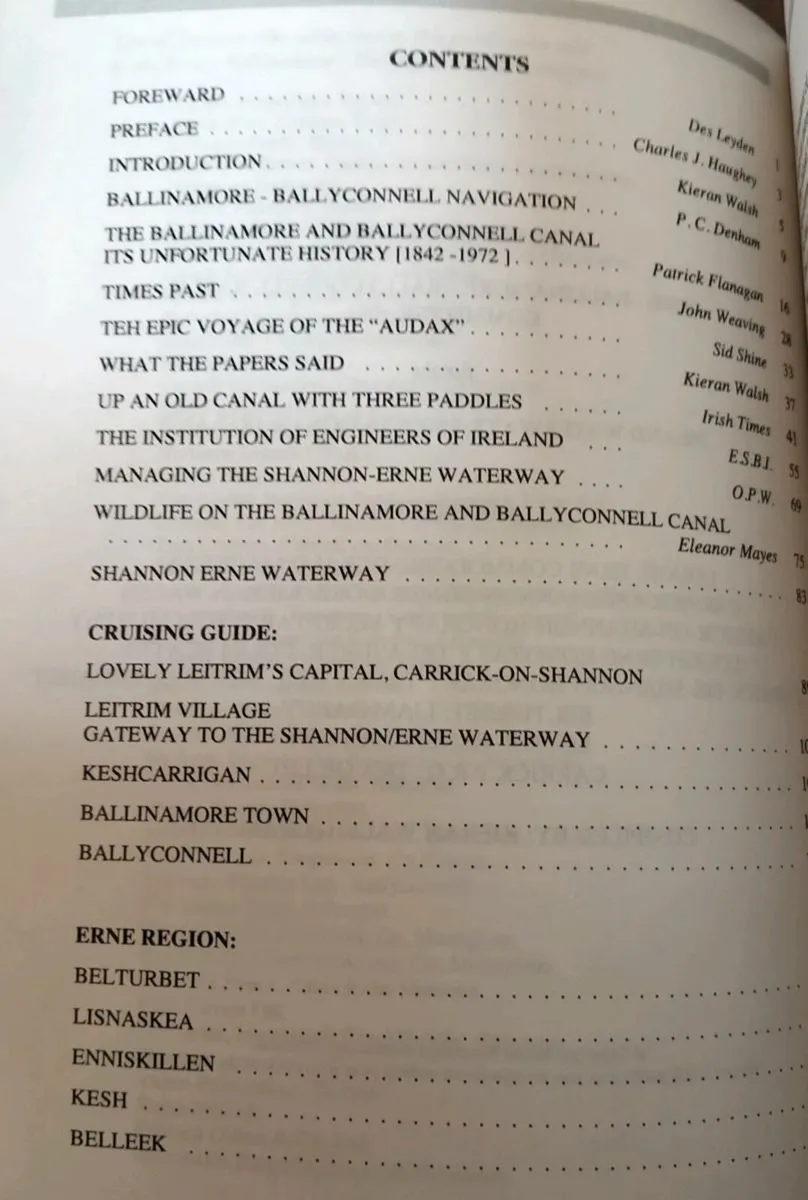 CONTENTS
FOREWARD . . . . . . . . . . . . . . . . . . . . . . . . . . . . . Des Leyden 1
PREFACE . . . . . . . . . . . . . . . . . . . . . . . . . . . . . Charles J. Haughey 3
INTRODUCTION . . . . . . . . . . . . . . . . . . . . . . . . . Kieran Walsh 5
BALLINAMORE - BALLYCONNELL NAVIGATION . . . P. C. Denham 9
THE BALLINAMORE AND BALLYCONNELL CANAL
ITS UNFORTUNATE HISTORY [1842 -1972 ] . . . . . . . . Patrick Flanagan 16
TIMES PAST . . . . . . . . . . . . . . . . . . . . . . . . . . . John Weaving 28
TEH EPIC VOYAGE OF THE “AUDAX” . . . . . . . . . . . Sid Shine 33
WHAT THE PAPERS SAID . . . . . . . . . . . . . . . . . . . Kieran Walsh 37
UP AN OLD CANAL WITH THREE PADDLES . . . . . . Irish Times 41
THE INSTITUTION OF ENGINEERS OF IRELAND . . . E.S.B.I. 55
MANAGING THE SHANNON-ERNE WATERWAY . . . . O.P.W. 69
WILDLIFE ON THE BALLINAMORE AND BALLYCONNELL CANAL
. . . . . . . . . . . . . . . . . . . . . . . . . . . . . . . . . . . Eleanor Mayes 75
SHANNON ERNE WATERWAY . . . . . . . . . . . . . . . . . . . . . . . . . . . 83
CRUISING GUIDE:
LOVELY LEITRIM’S CAPITAL, CARRICK-ON-SHANNON
LEITRIM VILLAGE
GATEWAY TO THE SHANNON/ERNE WATERWAY . . . . . . . . . . . . .
KESHCARRIGAN . . . . . . . . . . . . . . . . . . . . . . . . . . . . . . . . . . . . .
BALLINAMORE TOWN . . . . . . . . . . . . . . . . . . . . . . . . . . . . . . . .
BALLYCONNELL . . . . . . . . . . . . . . . . . . . . . . . . . . . . . . . . . . . . .
ERNE REGION:
BELTURBET . . . . . . . . . . . . . . . . . . . . . . . . . . . . . . . . . . . . . . . .
LISNASKEA . . . . . . . . . . . . . . . . . . . . . . . . . . . . . . . . . . . . . . . .
ENNISKILLEN . . . . . . . . . . . . . . . . . . . . . . . . . . . . . . . . . . . . . .
KESH . . . . . . . . . . . . . . . . . . . . . . . . . . . . . . . . . . . . . . . . . . . . .
BELLEEK . . . . . . . . . . . . . . . . . . . . . . . . . . . . . . . . . . . . . . . . . .